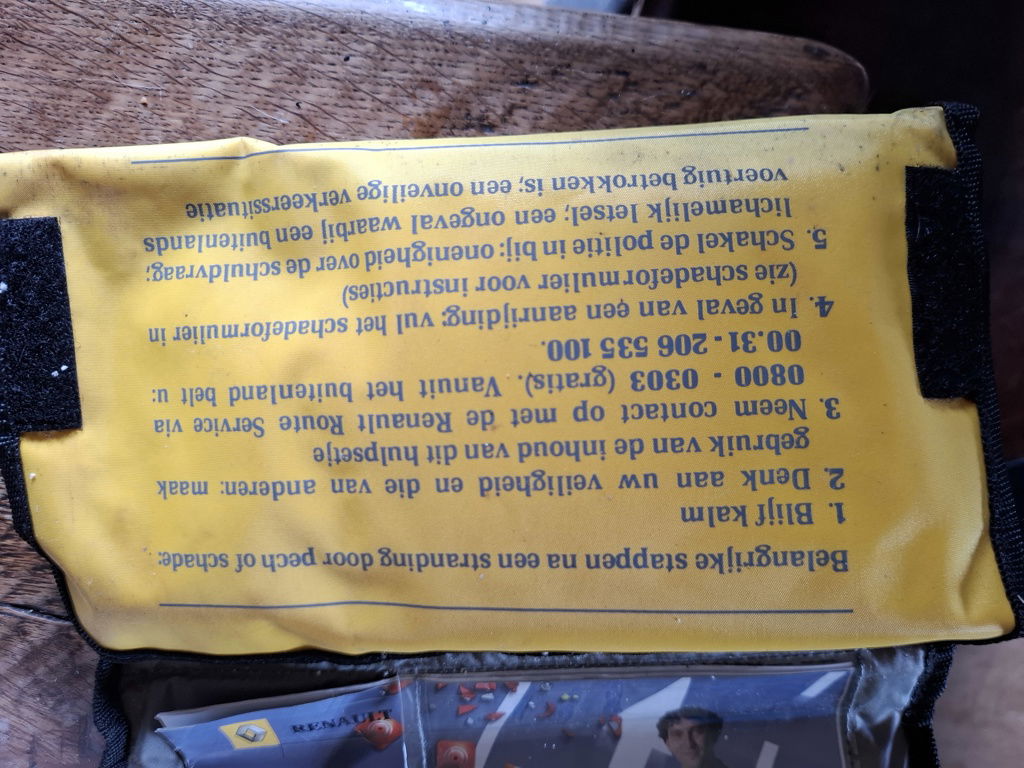 Belangrijke stappen na een stranding door pech of schade:
1. Blijf kalm
2. Denk aan uw veiligheid en die van anderen: maak
gebruik van de inhoud van dit hulpsetje
3. Neem contact op met de Renault Route Service via
0800 - 0303 (gratis). Vanuit het buitenland belt u:
00.31 - 206 535 100.
4. In geval van een aanrijding: vul het schadeformulier in
(zie schadeformulier voor instructies)
5. Schakel de politie in bij: onenigheid over de schuldvraag;
lichamelijk letsel; een ongeval waarbij een buitenlands
voertuig betrokken is; een onveilige verkeerssituatie
RENAULT